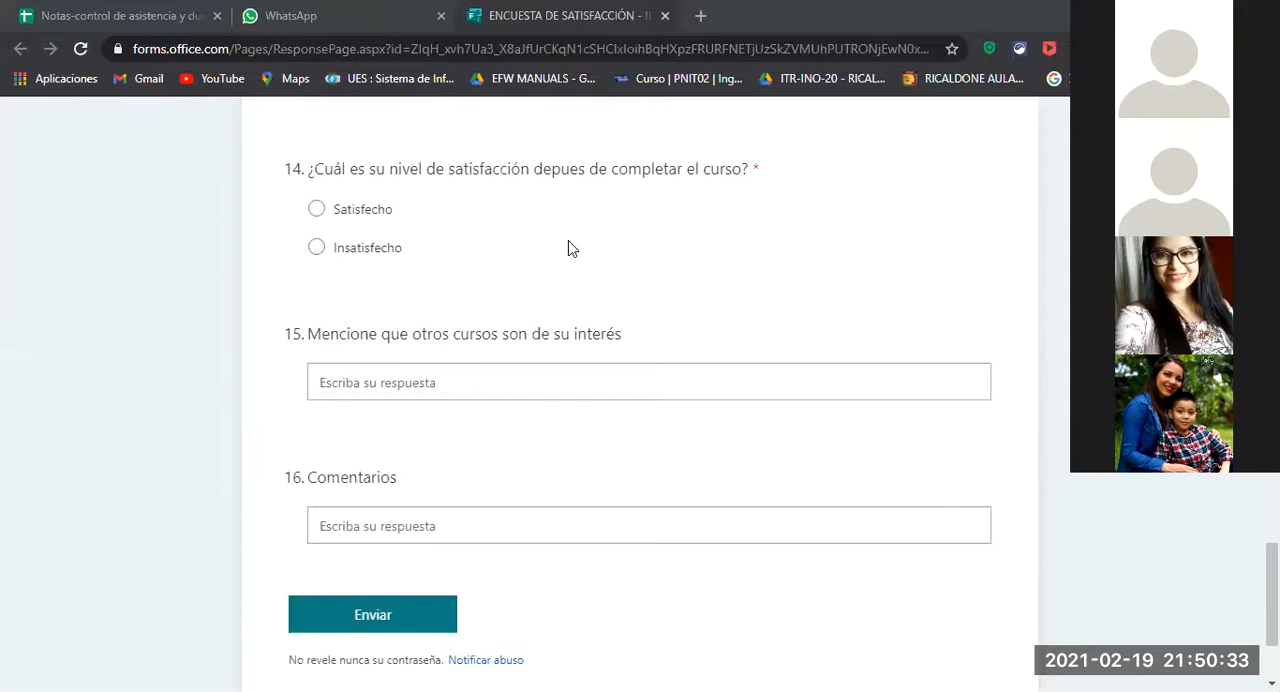 Notas-control de asistencia y du
WhatsApp
ENCUESTA DE SATISFACCIÓN - I
forms.office.com/Pages/ResponsePage.aspx?id=ZIqH_xvh7Ua3_X8aJfUrCKqN1cSHCIxIoihBqHXpzFRURFNETjUzSkZVMUhPUTRONjEwN0x...
Aplicaciones
Gmail
YouTube
Maps
UES : Sistema de Inf...
EFW MANUALS - G...
Curso | PNIT02 | Ing...
ITR-INO-20 - RICAL...
RICALDONE AULA...
14. ¿Cuál es su nivel de satisfacción depues de completar el curso? *
Satisfecho
Insatisfecho
15. Mencione que otros cursos son de su interés
Escriba su respuesta
16. Comentarios
Escriba su respuesta
Enviar
No revele nunca su contraseña. Notificar abuso
2021-02-19 21:50:33